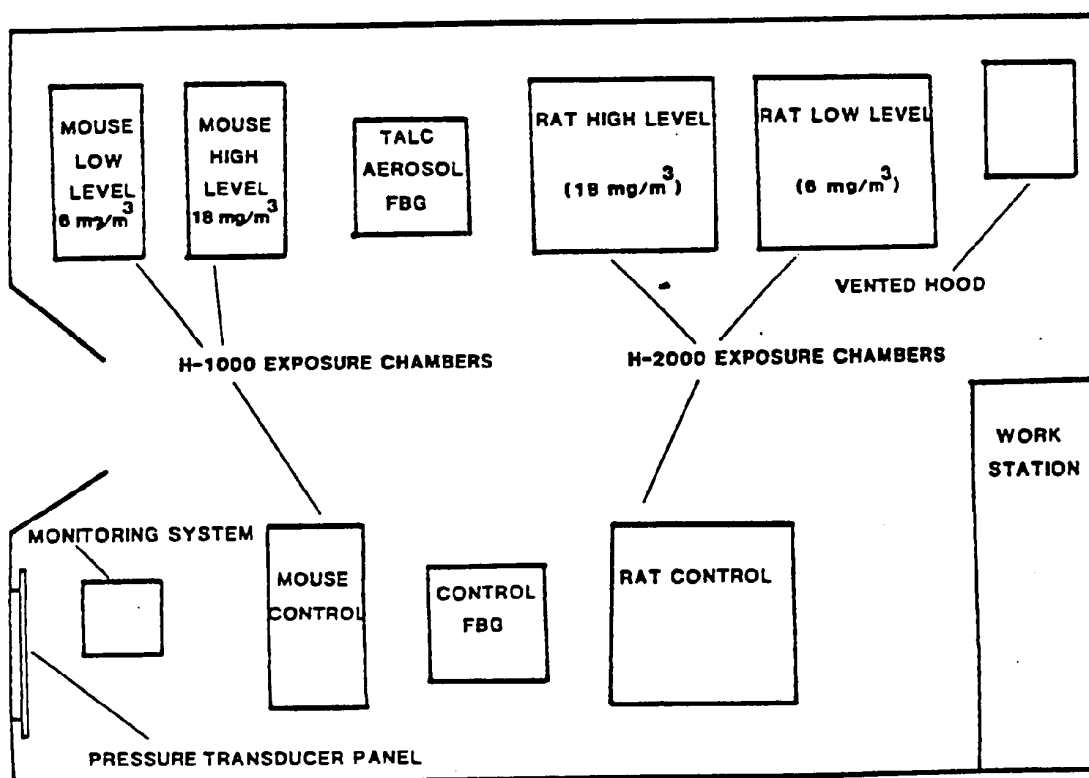 MOUSE
LOW
LEVEL
6 mg/m³
MOUSE
HIGH
LEVEL
18 mg/m³
TALC
AEROSOL
FBG
RAT HIGH LEVEL
(18 mg/m³)
RAT LOW LEVEL
(6 mg/m³)
VENTED HOOD
H-1000 EXPOSURE CHAMBERS
H-2000 EXPOSURE CHAMBERS
WORK
STATION
MONITORING SYSTEM
MOUSE
CONTROL
CONTROL
FBG
RAT CONTROL
PRESSURE TRANSDUCER PANEL